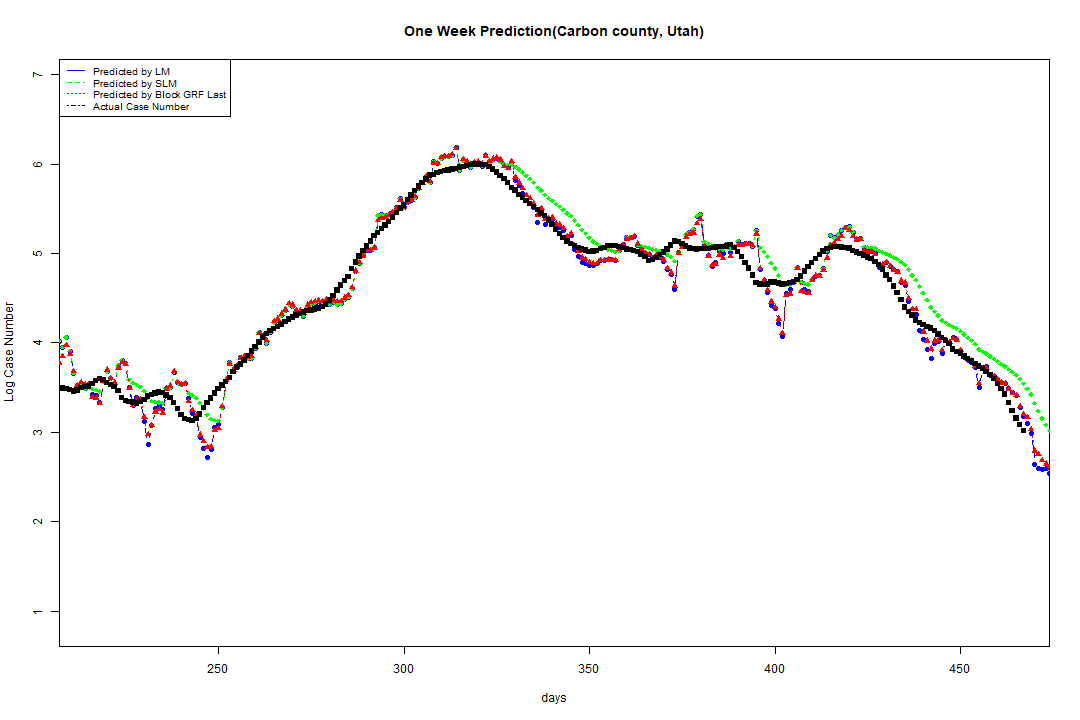 One Week Prediction(Carbon county, Utah)
Predicted by LM
Predicted by SLM
Predicted by Block GRF Last
Actual Case Number
7
6
5
4
3
2
1
Log Case Number
250 300 350 400 450
days